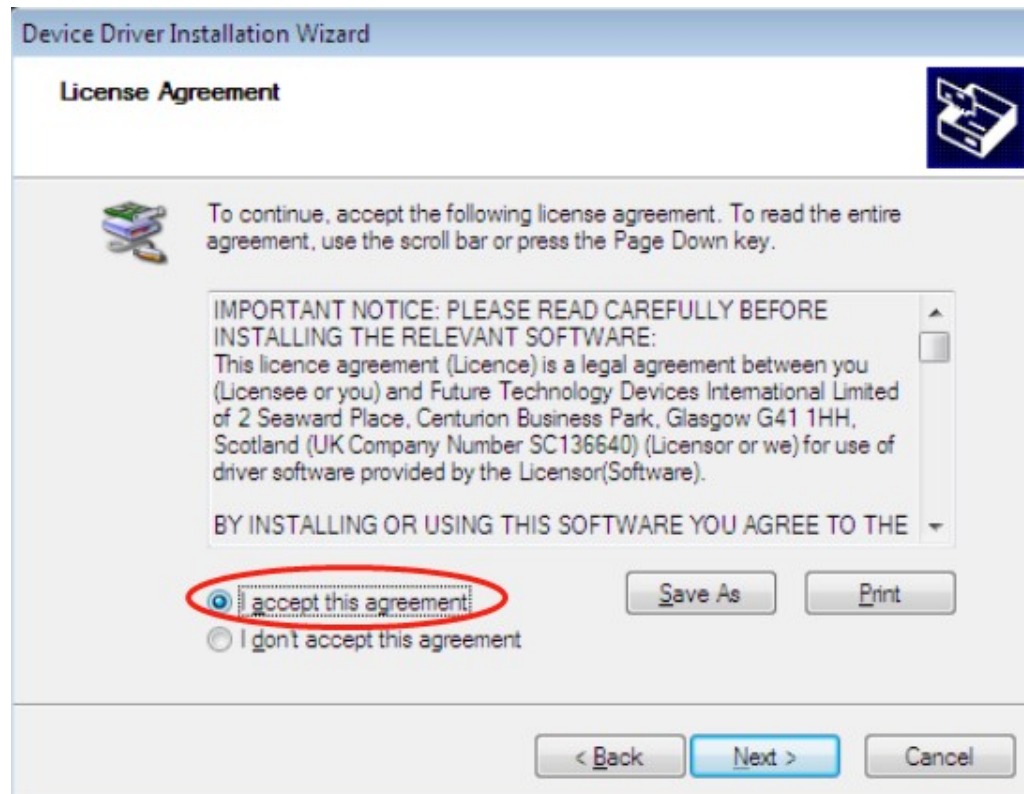 Device Driver Installation Wizard
License Agreement
To continue, accept the following license agreement. To read the entire
agreement, use the scroll bar or press the Page Down key.
IMPORTANT NOTICE: PLEASE READ CAREFULLY BEFORE
INSTALLING THE RELEVANT SOFTWARE:
This licence agreement (Licence) is a legal agreement between you
(Licensee or you) and Future Technology Devices International Limited
of 2 Seaward Place, Centurion Business Park, Glasgow G41 1HH,
Scotland (UK Company Number SC136640) (Licensor or we) for use of
driver software provided by the Licensor(Software).
BY INSTALLING OR USING THIS SOFTWARE YOU AGREE TO THE
I accept this agreement
Save As
Print
I don't accept this agreement
< Back
Next >
Cancel